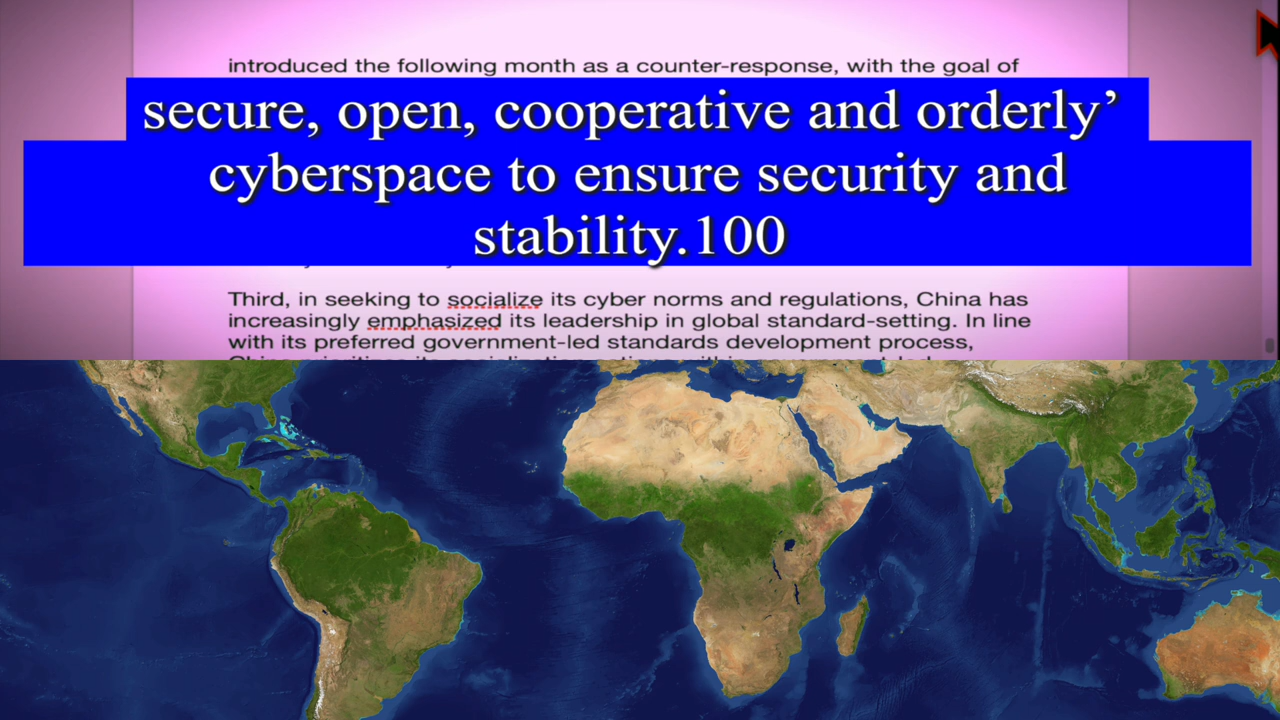 introduced the following month as a counter-response, with the goal of
secure, open, cooperative and orderly’
cyberspace to ensure security and
stability.100
Third, in seeking to socialize its cyber norms and regulations, China has
increasingly emphasized its leadership in global standard-setting. In line
with its preferred government-led standards development process,